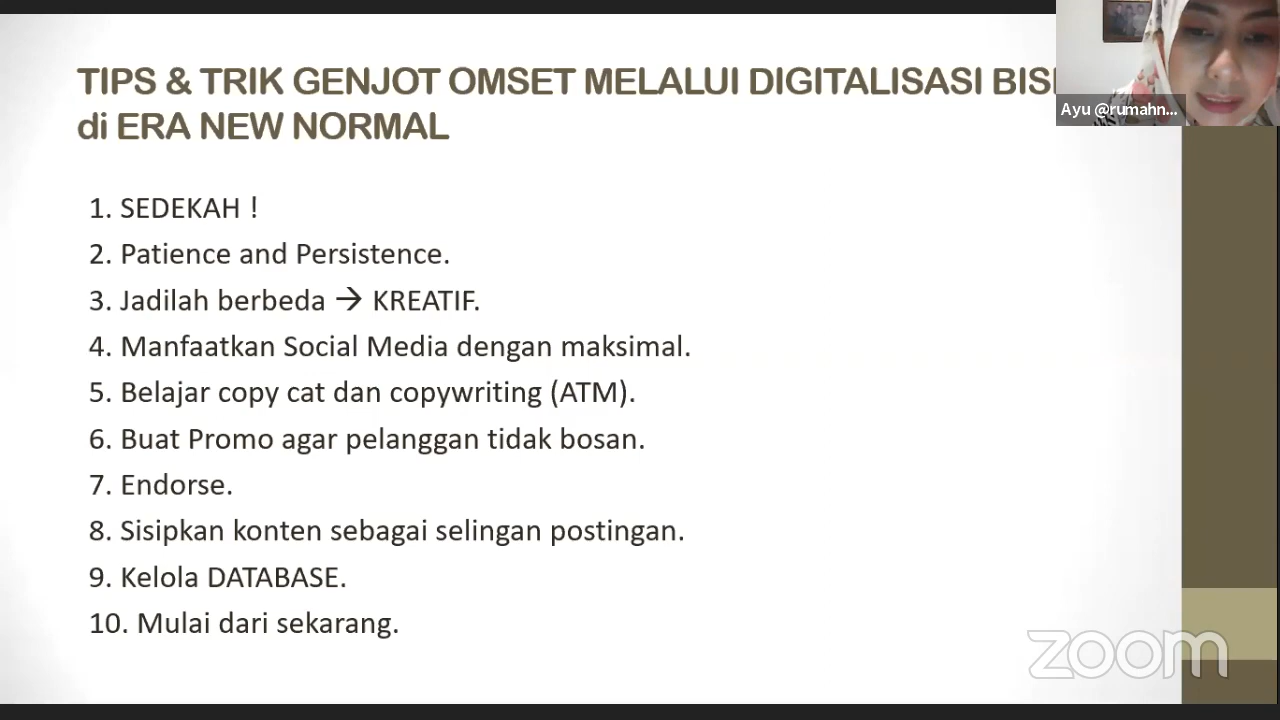 TIPS & TRIK GENJOT OMSET MELALUI DIGITALISASI
di ERA NEW NORMAL
1. SEDEKAH !
2. Patience and Persistence.
3. Jadilah berbeda → KREATIF.
4. Manfaatkan Social Media dengan maksimal.
5. Belajar copy cat dan copywriting (ATM).
6. Buat Promo agar pelanggan tidak bosan.
7. Endorse.
8. Sisipkan konten sebagai selingan postingan.
9. Kelola DATABASE.
10. Mulai dari sekarang.
Ayu @rumahn...
zoom